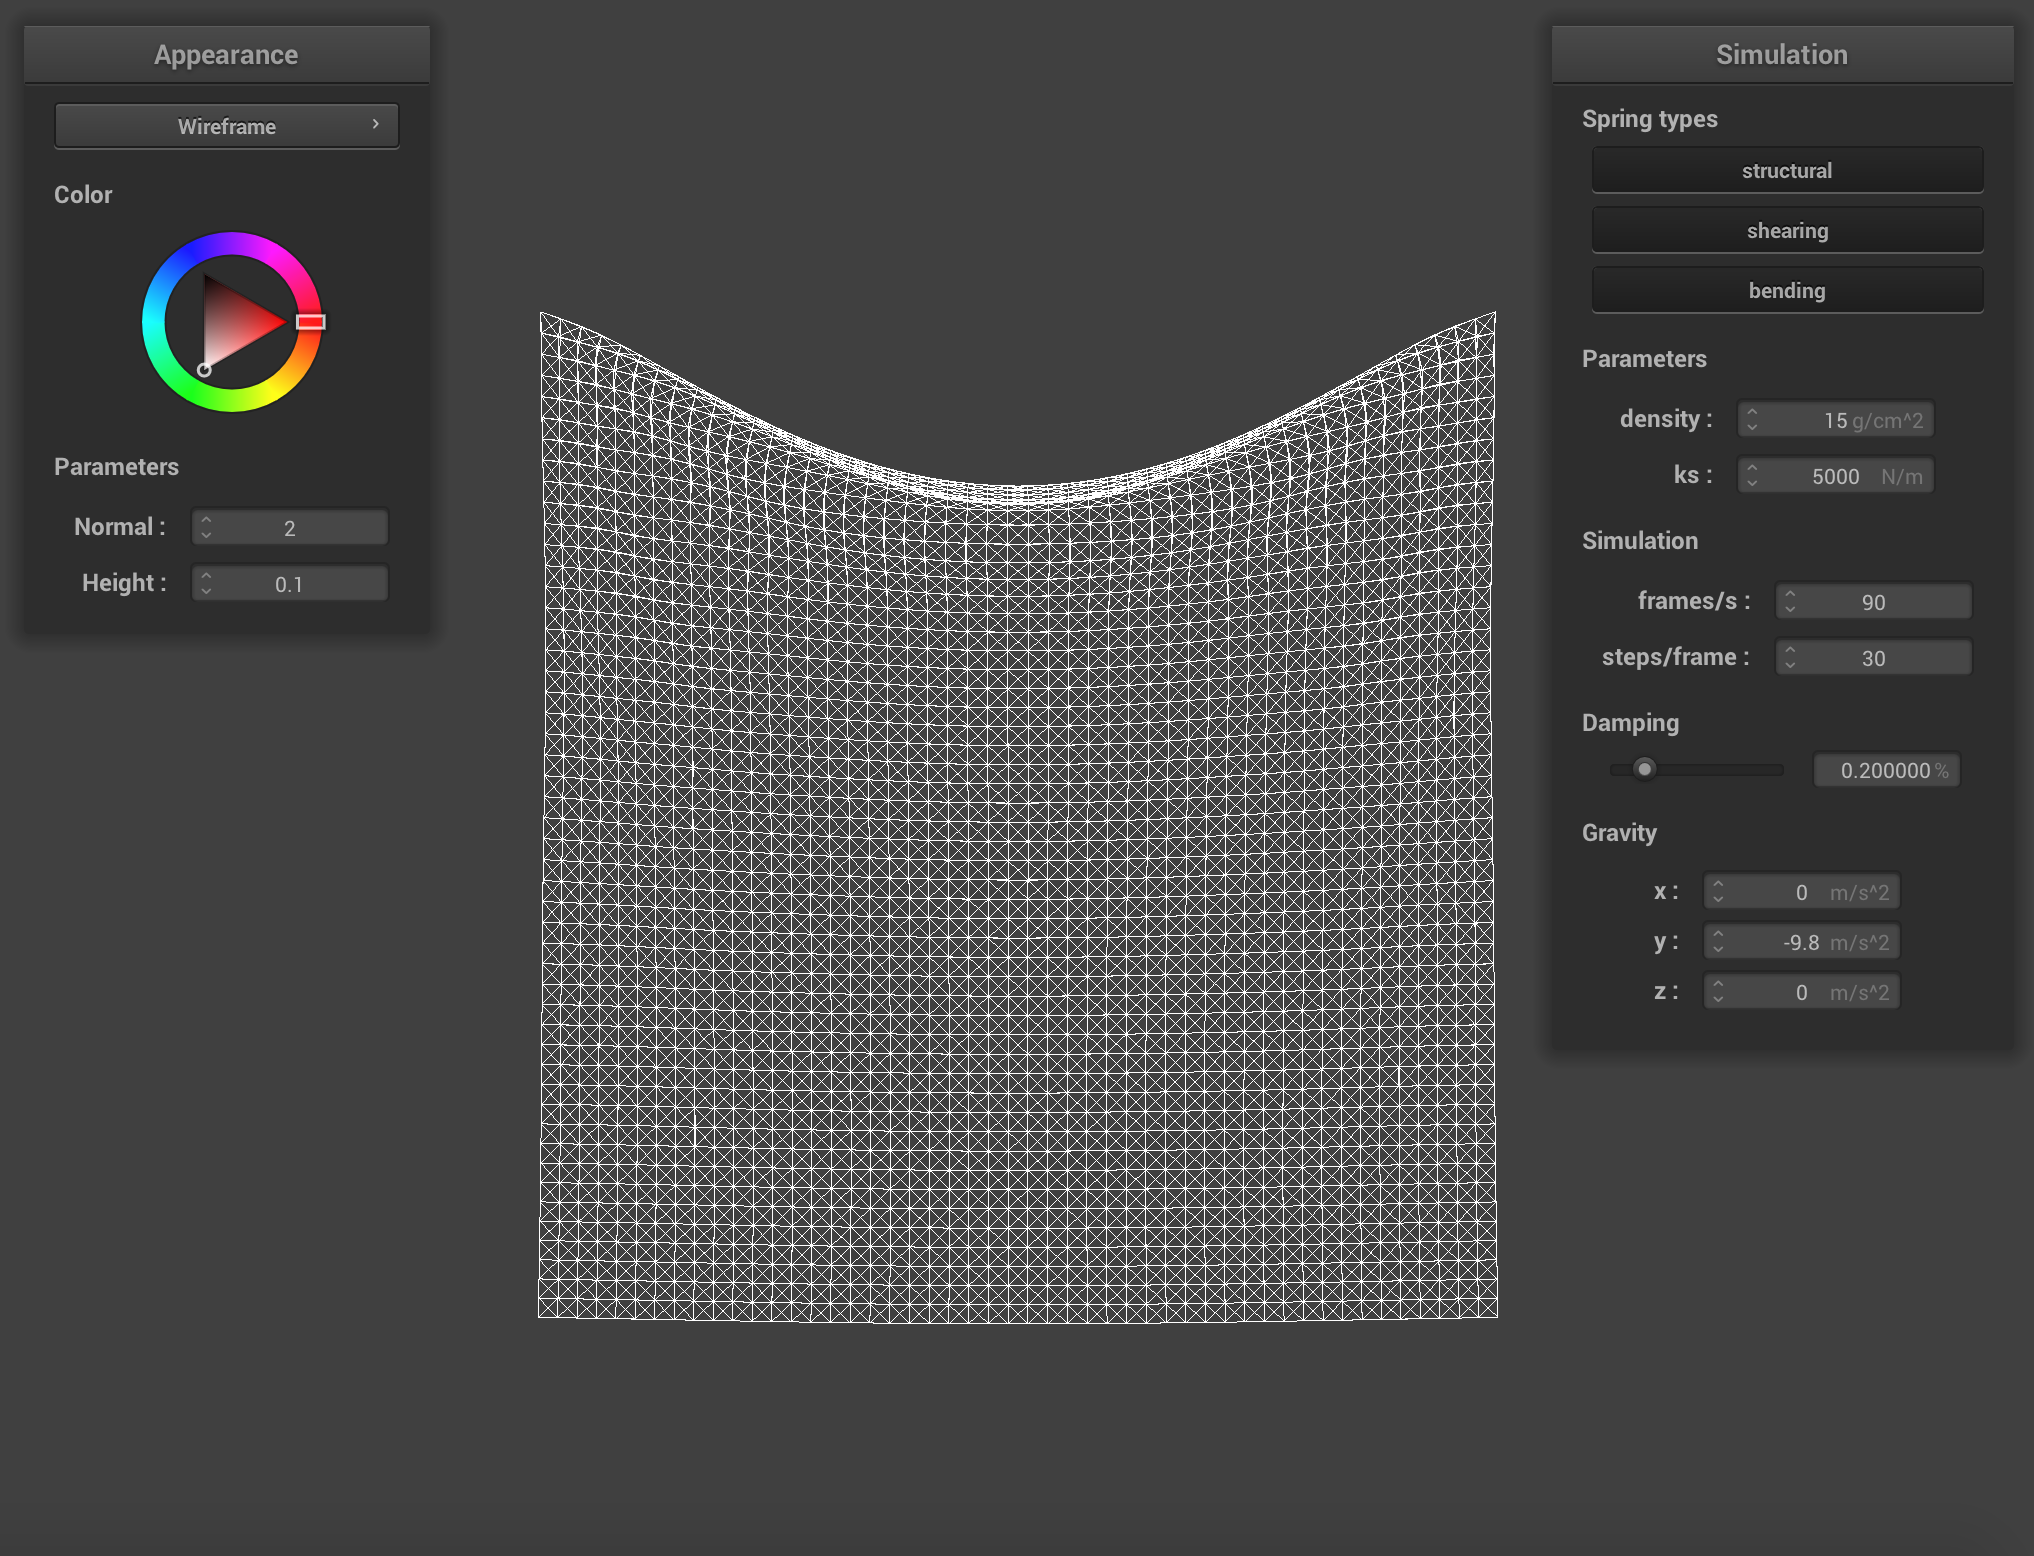 Appearance
Wireframe
Color
Parameters
Normal : 2
Height : 0.1
Simulation
Spring types
structural
shearing
bending
Parameters
density : 15 g/cm^2
ks : 5000 N/m
Simulation
frames/s : 90
steps/frame : 30
Damping
0.200000 %
Gravity
x : 0 m/s^2
y : -9.8 m/s^2
z : 0 m/s^2